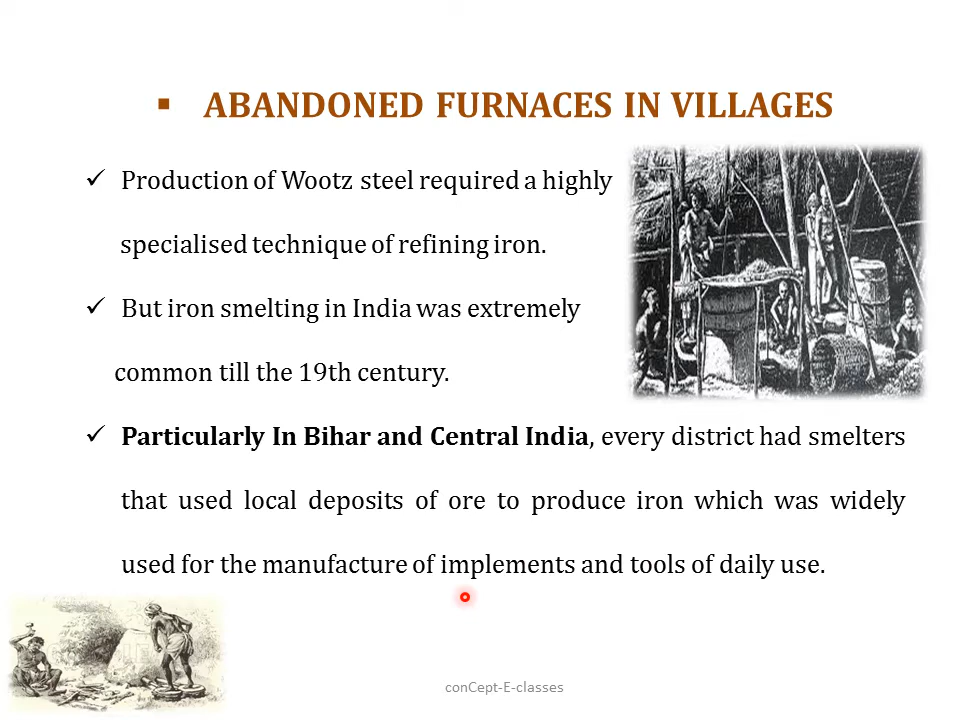 ▪ ABANDONED FURNACES IN VILLAGES
✓ Production of Wootz steel required a highly
specialised technique of refining iron.
✓ But iron smelting in India was extremely
common till the 19th century.
✓ Particularly In Bihar and Central India, every district had smelters
that used local deposits of ore to produce iron which was widely
used for the manufacture of implements and tools of daily use.
conCept-E-classes